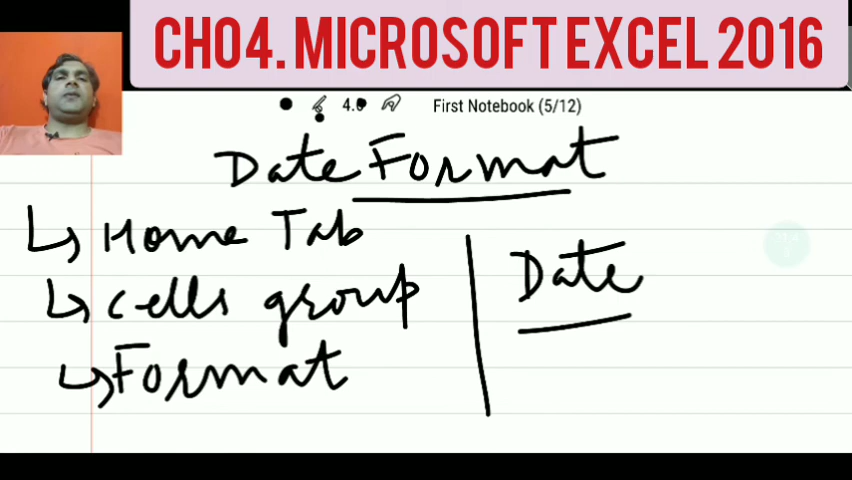 CH04. MICROSOFT EXCEL 2016
4.0 First Notebook (5/12)
Date Format
Home Tab
Cells group
Format
Date